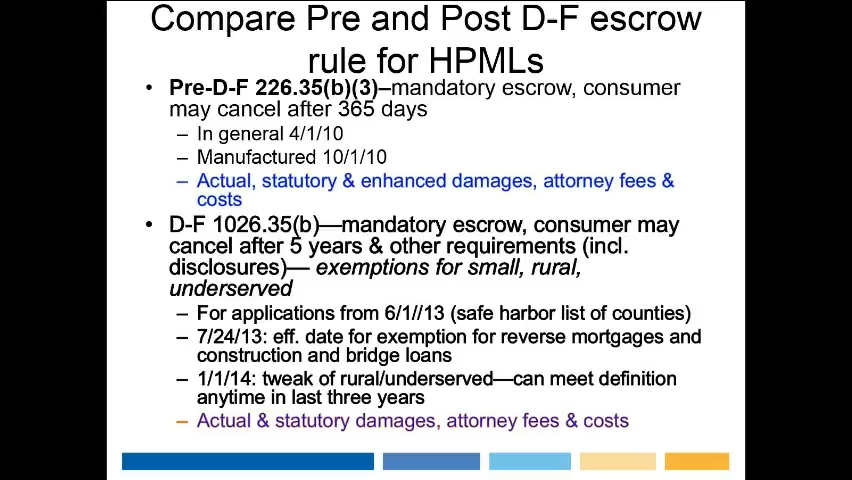 Compare Pre and Post D-F escrow
rule for HPMLs
• Pre-D-F 226.35(b)(3)–mandatory escrow, consumer
may cancel after 365 days
– In general 4/1/10
– Manufactured 10/1/10
– Actual, statutory & enhanced damages, attorney fees &
costs
• D-F 1026.35(b)—mandatory escrow, consumer may
cancel after 5 years & other requirements (incl.
disclosures)— exemptions for small, rural,
underserved
– For applications from 6/1//13 (safe harbor list of counties)
– 7/24/13: eff. date for exemption for reverse mortgages and
construction and bridge loans
– 1/1/14: tweak of rural/underserved—can meet definition
anytime in last three years
– Actual & statutory damages, attorney fees & costs